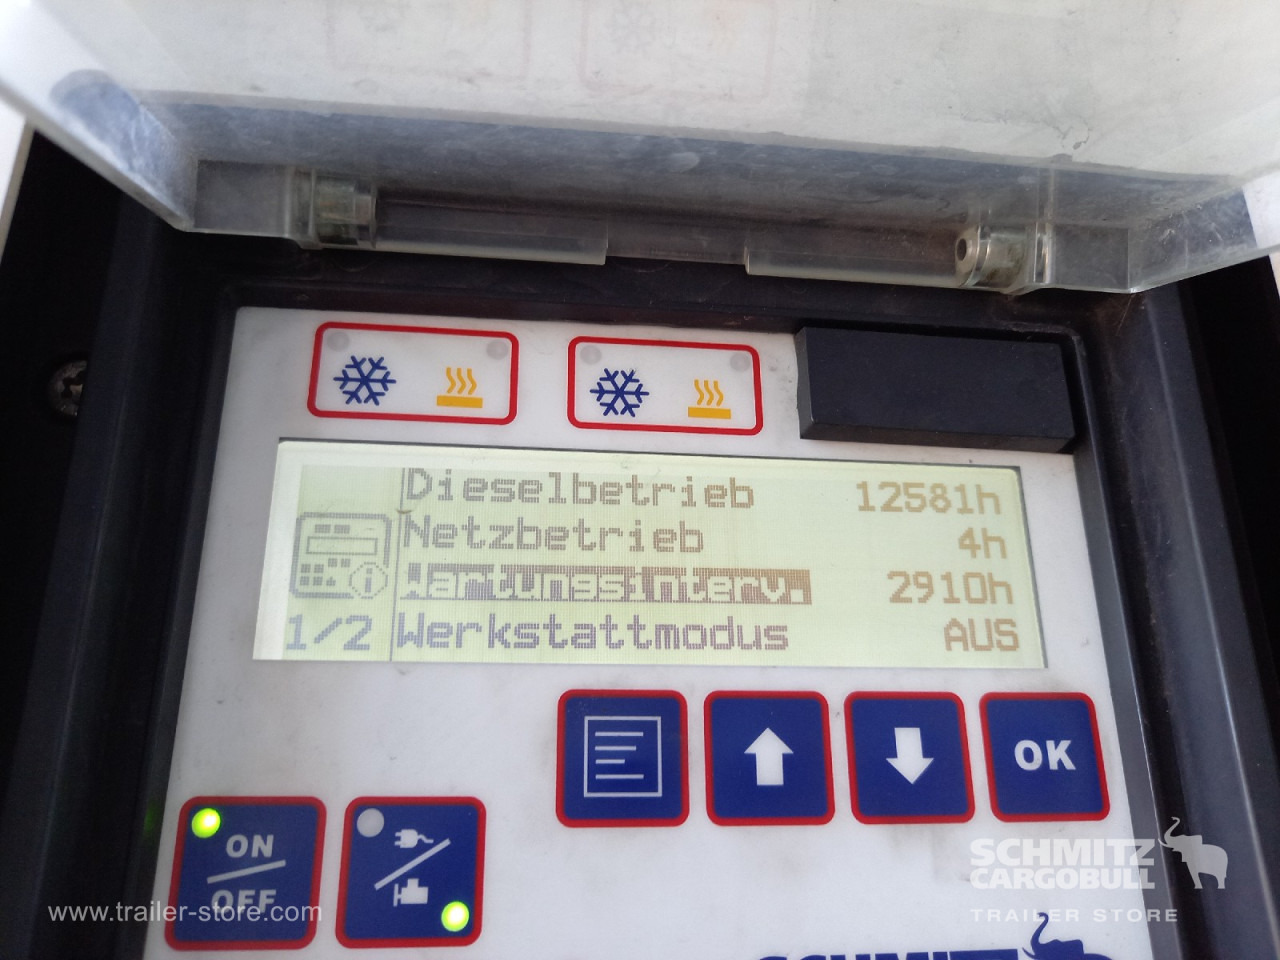 Dieselbetrieb 12581h
Netzbetrieb 4h
Wartungsinterv. 2910h
1/2 Werkstattmodus AUS
OK
ON
OFF
www.trailer-store.com
SCHMITZ
CARGOBULL
TRAILER STORE
SCHMITZ